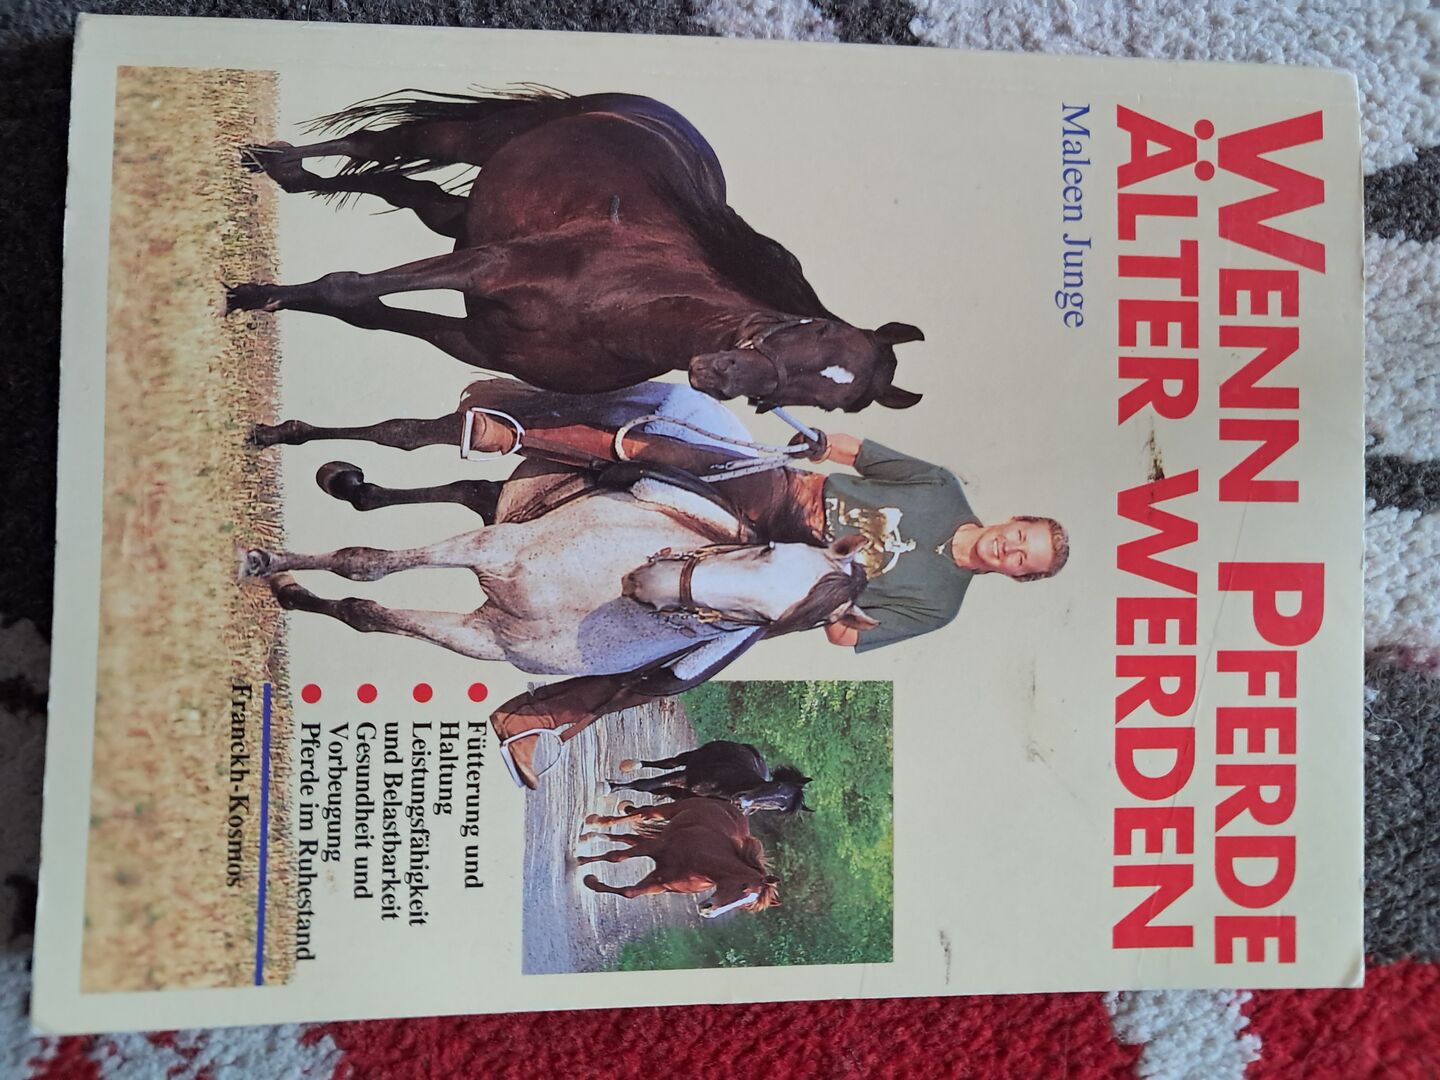 WENN PFERDE
ÄLTER WERDEN
Maleen Junge
Fütterung und
Haltung
Leistungsfähigkeit
und Belastbarkeit
Gesundheit und
Vorbeugung
Pferde im Ruhestand
Franckh-Kosmos